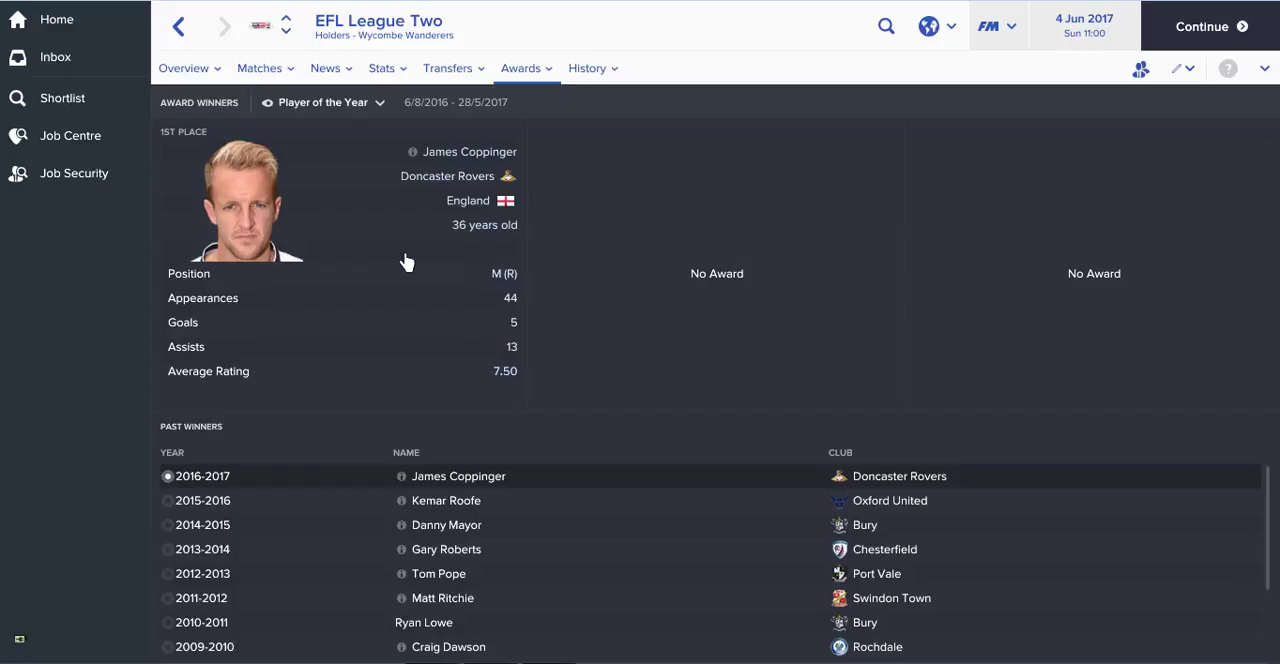 Home
Inbox
Shortlist
Job Centre
Job Security
EFL League Two
Holders - Wycombe Wanderers
FM
4 Jun 2017
Sun 11:00
Continue
Overview Matches News Stats Transfers Awards History
?
AWARD WINNERS Player of the Year 6/8/2016 - 28/5/2017
1ST PLACE
James Coppinger
Doncaster Rovers
England
36 years old
Position M (R)
Appearances 44
Goals 5
Assists 13
Average Rating 7.50
No Award
No Award
PAST WINNERS
YEAR NAME CLUB
2016-2017 James Coppinger Doncaster Rovers
2015-2016 Kemar Roofe Oxford United
2014-2015 Danny Mayor Bury
2013-2014 Gary Roberts Chesterfield
2012-2013 Tom Pope Port Vale
2011-2012 Matt Ritchie Swindon Town
2010-2011 Ryan Lowe Bury
2009-2010 Craig Dawson Rochdale